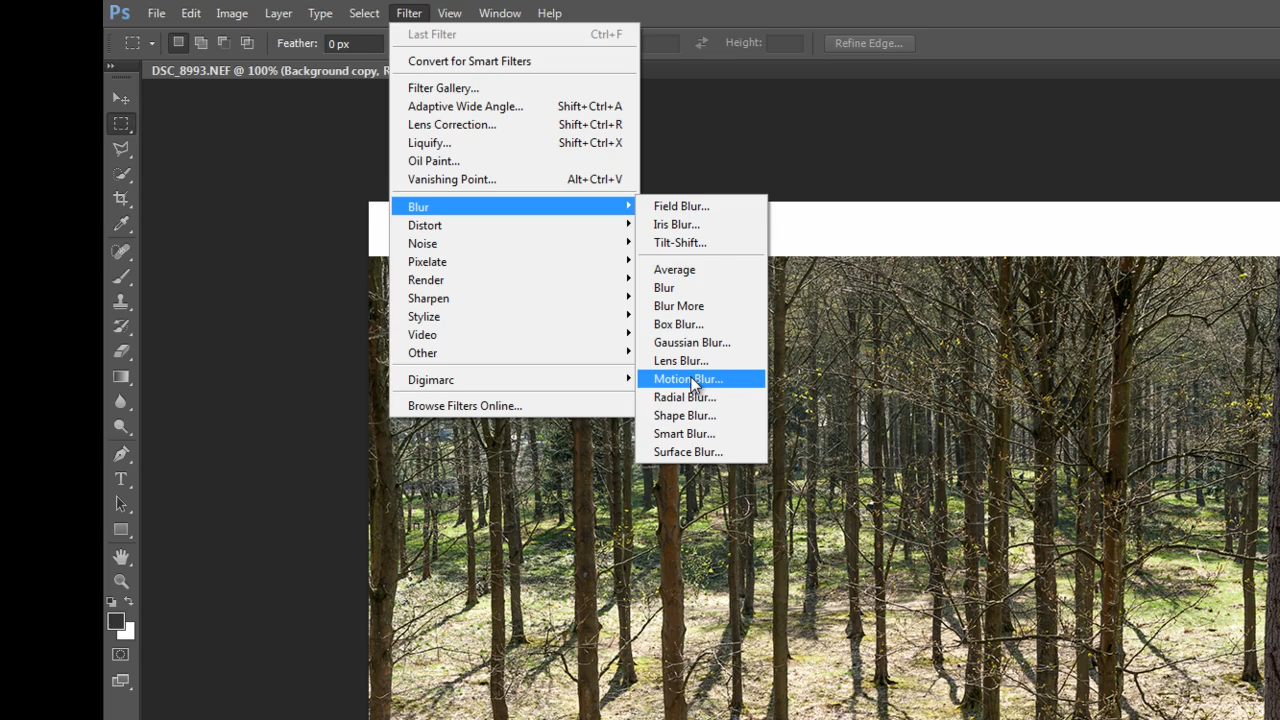 Ps File Edit Image Layer Type Select Filter View Window Help
Feather: 0 px Height: Refine Edge...
DSC_8993.NEF @ 100% (Background copy, R
Last Filter Ctrl+F
Convert for Smart Filters
Filter Gallery...
Adaptive Wide Angle... Shift+Ctrl+A
Lens Correction... Shift+Ctrl+R
Liquify... Shift+Ctrl+X
Oil Paint...
Vanishing Point... Alt+Ctrl+V
Blur
Distort
Noise
Pixelate
Render
Sharpen
Stylize
Video
Other
Digimarc
Browse Filters Online...
Field Blur...
Iris Blur...
Tilt-Shift...
Average
Blur
Blur More
Box Blur...
Gaussian Blur...
Lens Blur...
Motion Blur...
Radial Blur...
Shape Blur...
Smart Blur...
Surface Blur...